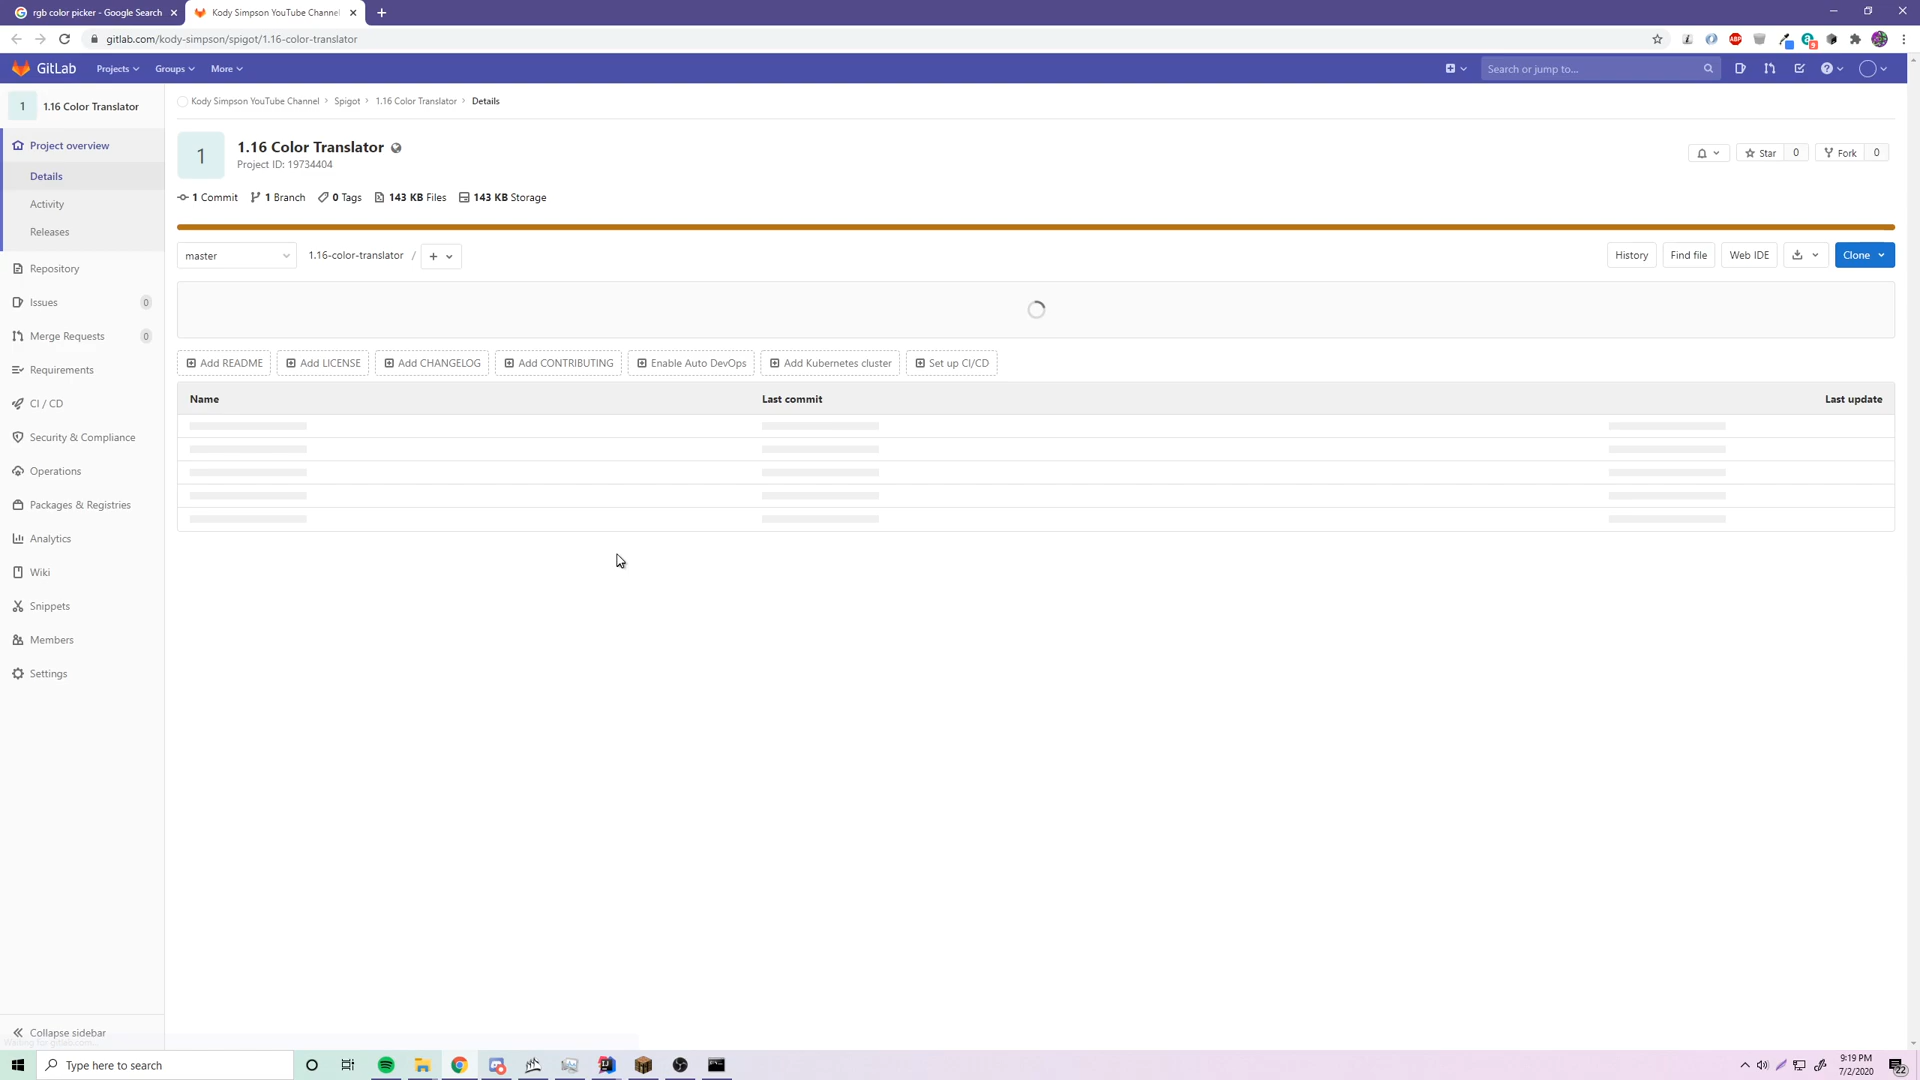 rgb color picker - Google Search
Kody Simpson YouTube Channel
gitlab.com/kody-simpson/spigot/1.16-color-translator
ABP
9
GitLab
Projects
Groups
More
Search or jump to...
1
1.16 Color Translator
Kody Simpson YouTube Channel > Spigot > 1.16 Color Translator > Details
Project overview
Details
Activity
Releases
Repository
Issues 0
Merge Requests 0
Requirements
CI / CD
Security & Compliance
Operations
Packages & Registries
Analytics
Wiki
Snippets
Members
Settings
Collapse sidebar
1
1.16 Color Translator
Project ID: 19734404
Star 0
Fork 0
1 Commit 1 Branch 0 Tags 143 KB Files 143 KB Storage
master
1.16-color-translator /
History
Find file
Web IDE
Clone
Add README
Add LICENSE
Add CHANGELOG
Add CONTRIBUTING
Enable Auto DevOps
Add Kubernetes cluster
Set up CI/CD
Name Last commit Last update
Waiting for gitlab.com...
Type here to search
9:19 PM
7/2/2020
22